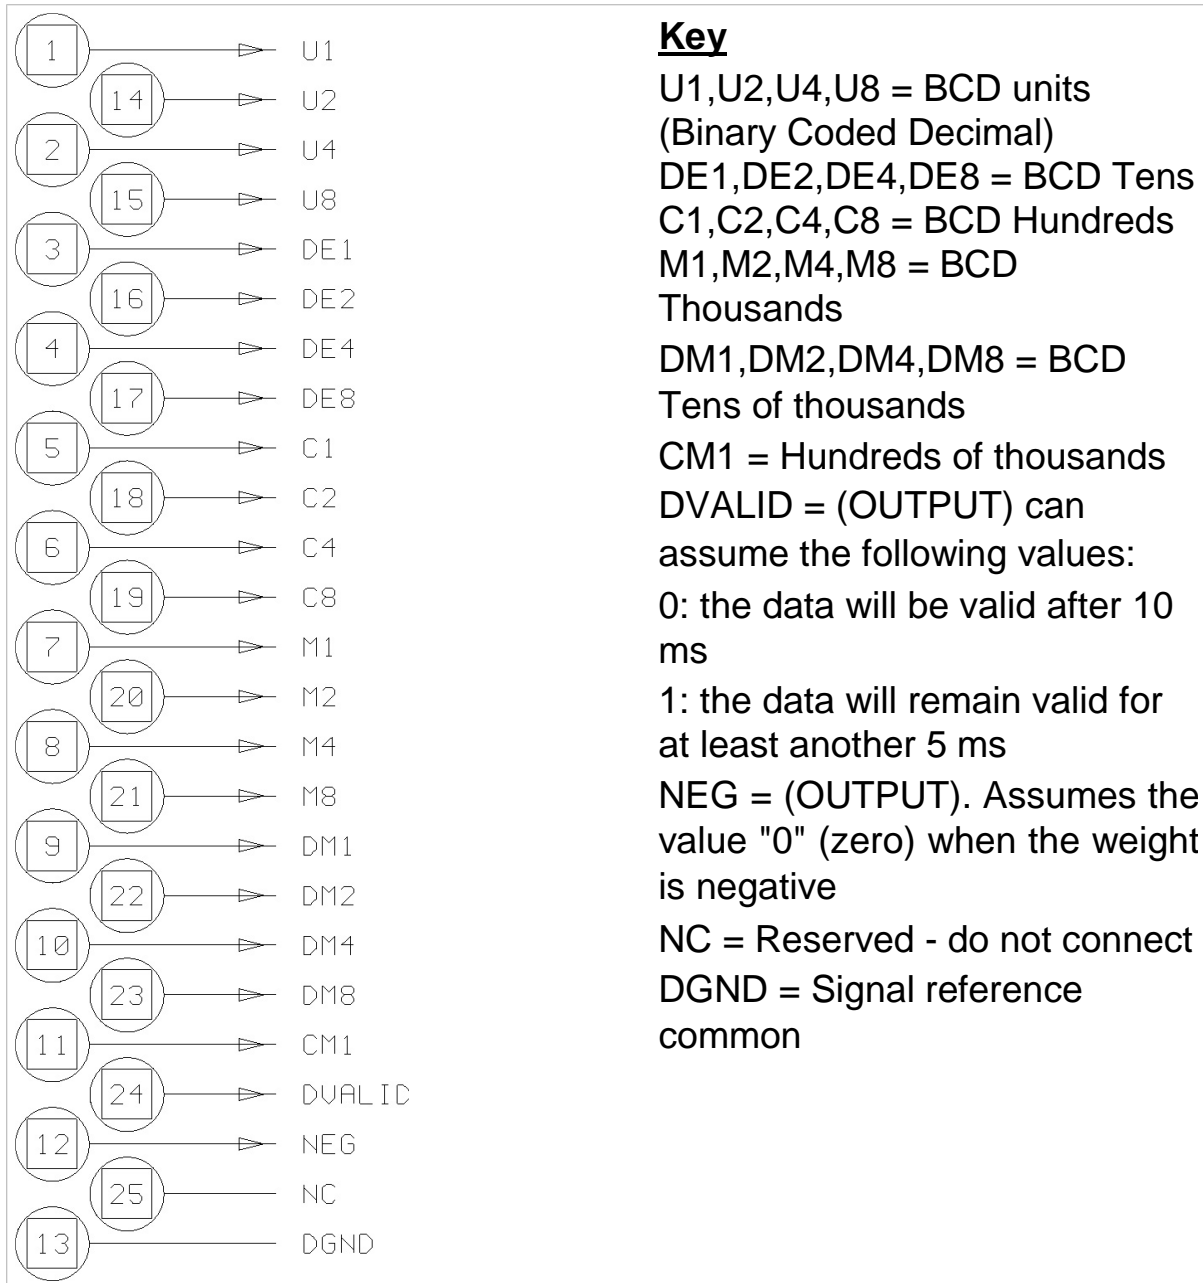 1 U1
14 U2
2 U4
15 U8
3 DE1
16 DE2
4 DE4
17 DE8
5 C1
18 C2
6 C4
19 C8
7 M1
20 M2
8 M4
21 M8
9 DM1
22 DM2
10 DM4
23 DM8
11 CM1
24 DVALID
12 NEG
25 NC
13 DGND
Key
U1,U2,U4,U8 = BCD units
(Binary Coded Decimal)
DE1,DE2,DE4,DE8 = BCD Tens
C1,C2,C4,C8 = BCD Hundreds
M1,M2,M4,M8 = BCD
Thousands
DM1,DM2,DM4,DM8 = BCD
Tens of thousands
CM1 = Hundreds of thousands
DVALID = (OUTPUT) can
assume the following values:
0: the data will be valid after 10
ms
1: the data will remain valid for
at least another 5 ms
NEG = (OUTPUT). Assumes the
value "0" (zero) when the weight
is negative
NC = Reserved - do not connect
DGND = Signal reference
common